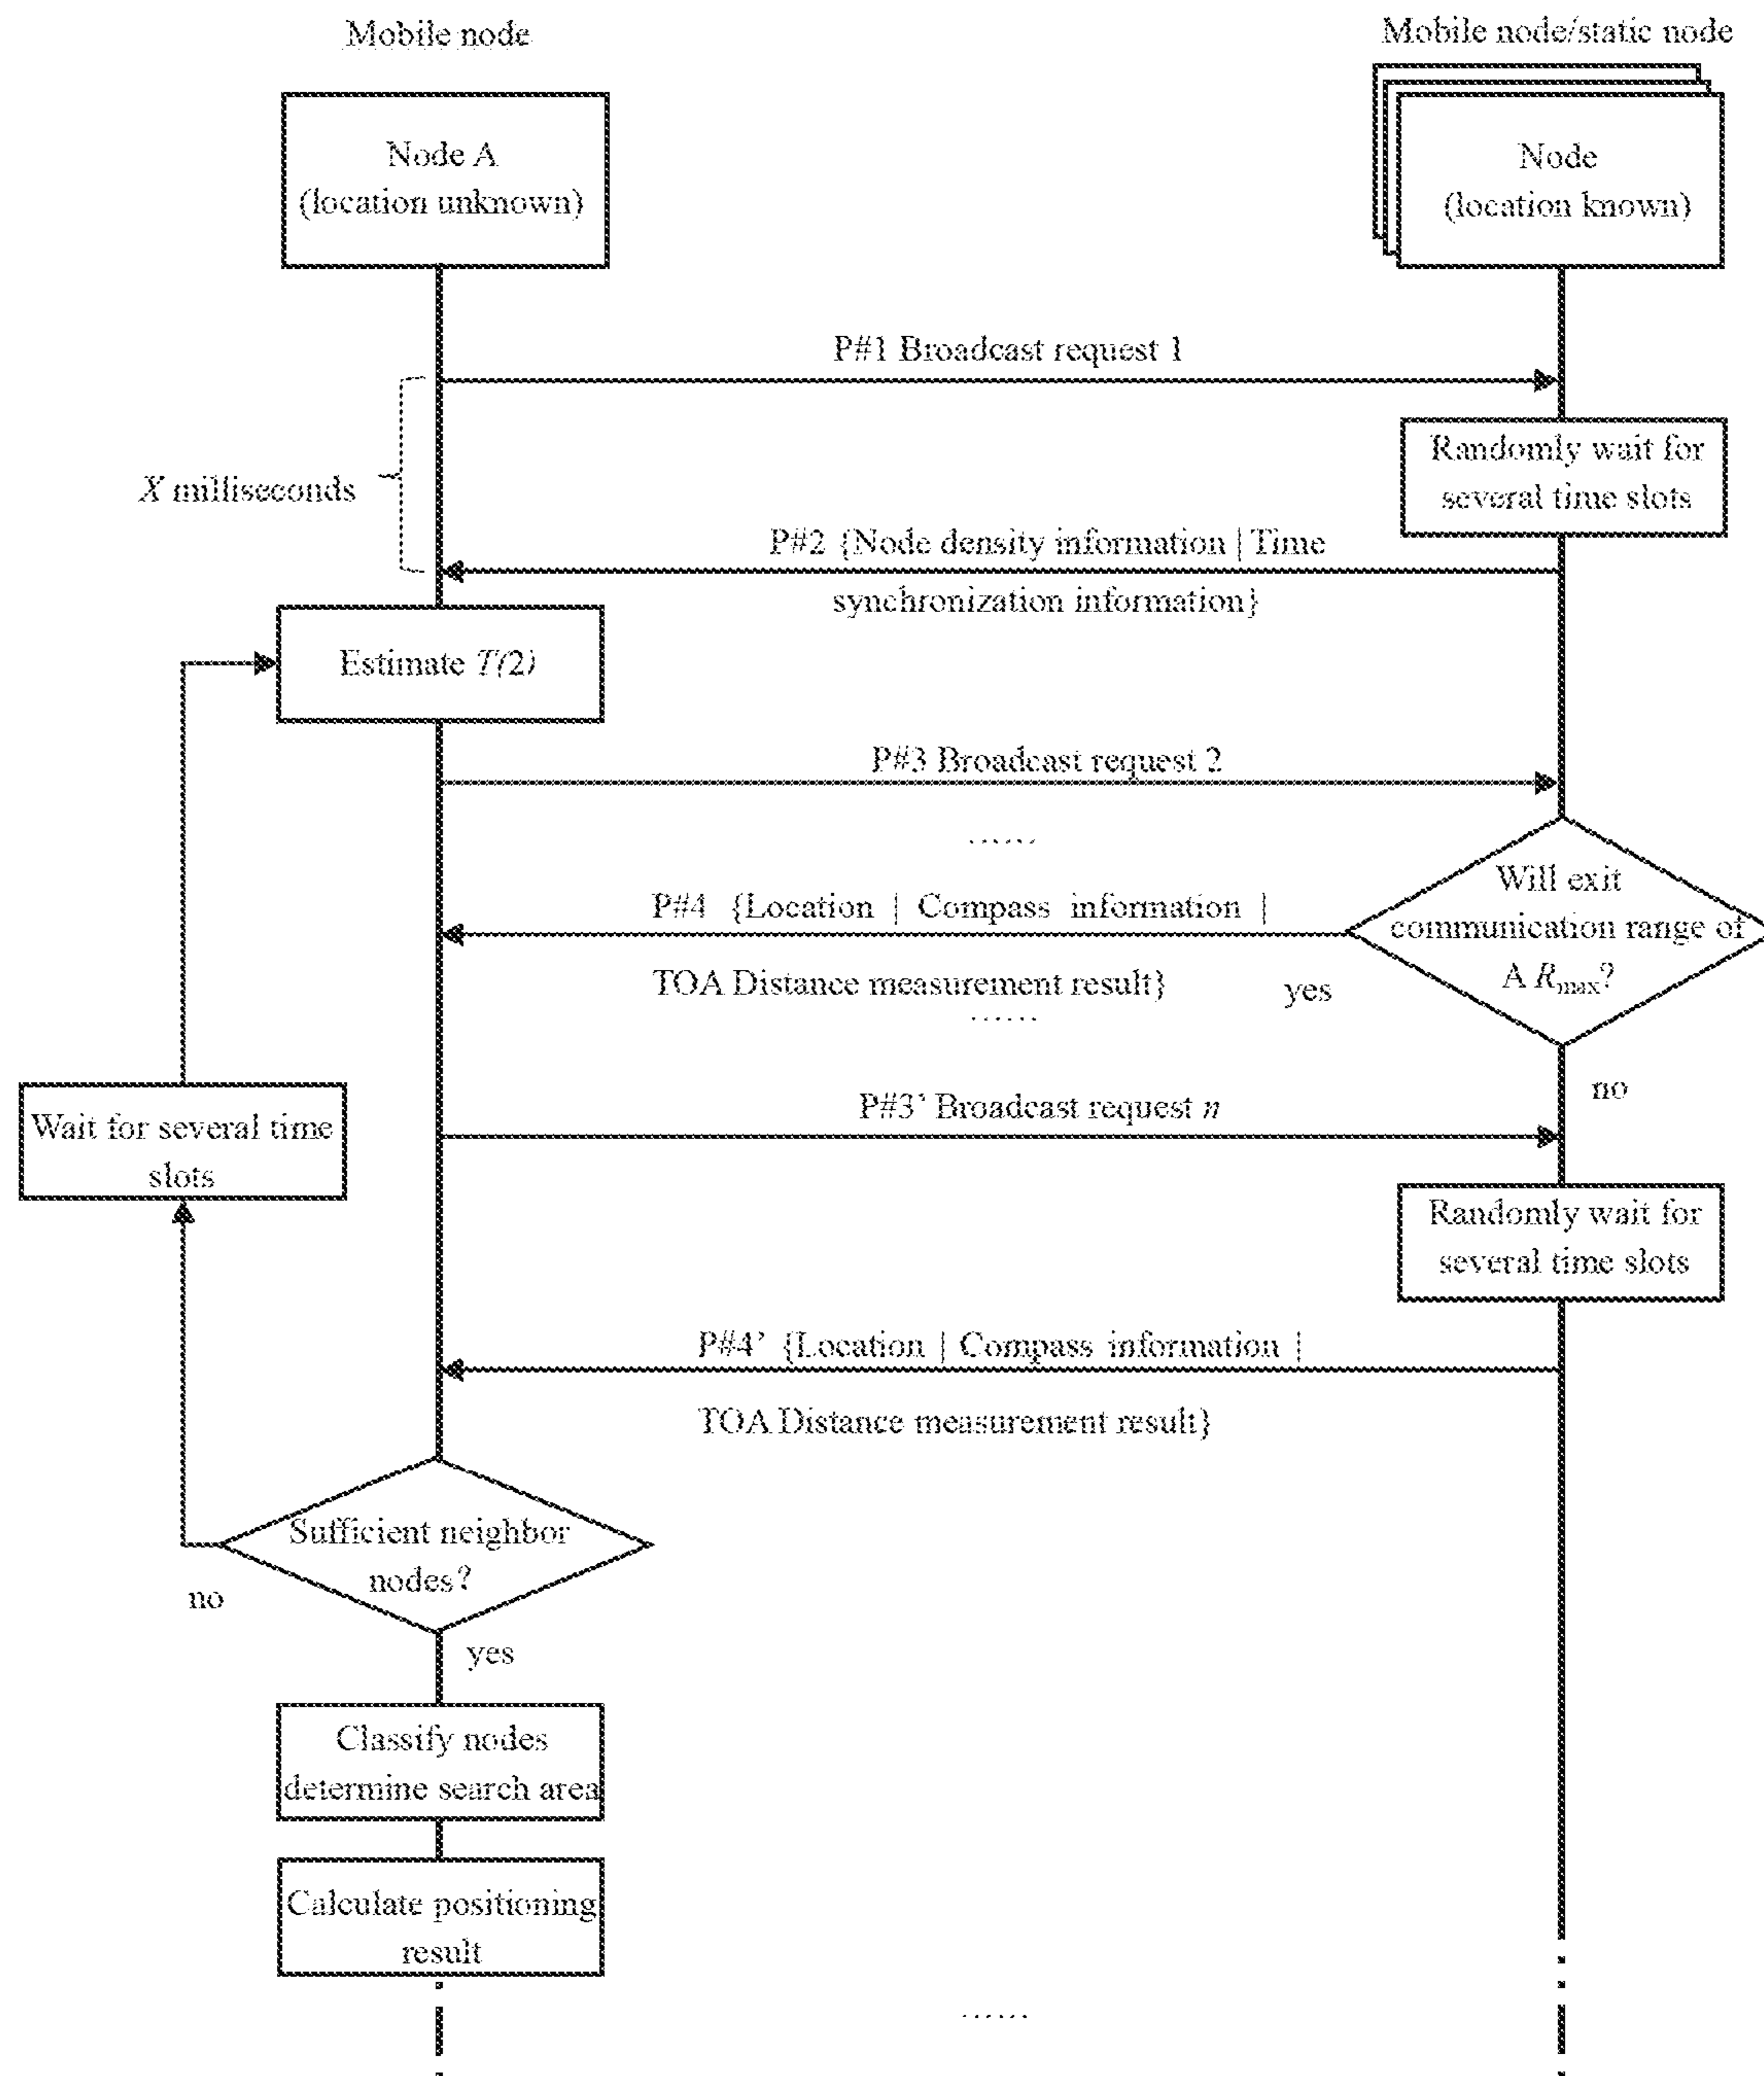 Mobile node
Mobile node/static node
Node A
(location unknown)
Node
(location known)
P#1 Broadcast request 1
Randomly wait for
several time slots
X milliseconds
P#2 {Node density information | Time
synchronization information}
Estimate T(2)
P#3 Broadcast request 2
......
Will exit
communication range of
A Rmax?
P#4 {Location | Compass information |
TOA Distance measurement result}
yes
......
no
P#3’ Broadcast request n
Wait for several time
slots
Randomly wait for
several time slots
P#4’ {Location | Compass information |
TOA Distance measurement result}
Sufficient neighbor
nodes?
no
yes
Classify nodes
determine search area
Calculate positioning
result
......